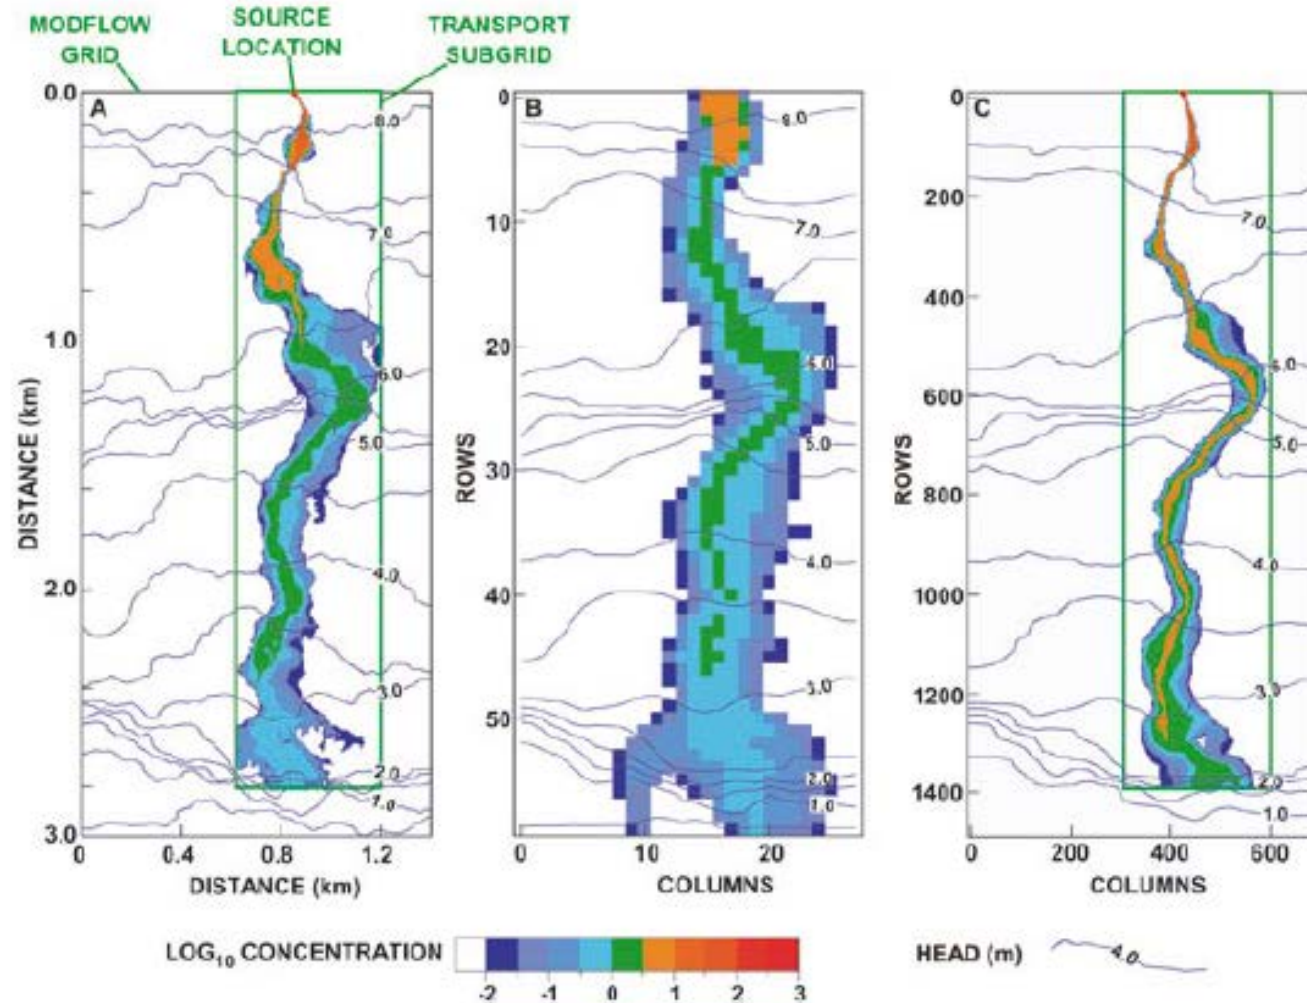 MODFLOW
GRID
SOURCE
LOCATION
TRANSPORT
SUBGRID
A
0.0
1.0
2.0
3.0
DISTANCE (km)
8.0
7.0
6.0
5.0
4.0
3.0
2.0
1.0
0 0.4 0.8 1.2
DISTANCE (km)
B
0
10
20
30
40
50
ROWS
8.0
7.0
6.0
5.0
4.0
3.0
2.0
1.0
0 10 20
COLUMNS
C
0
200
400
600
800
1000
1200
1400
ROWS
7.0
6.0
5.0
4.0
3.0
2.0
1.0
0 200 400 600
COLUMNS
LOG10 CONCENTRATION
-2 -1 0 1 2 3
HEAD (m)
4.0